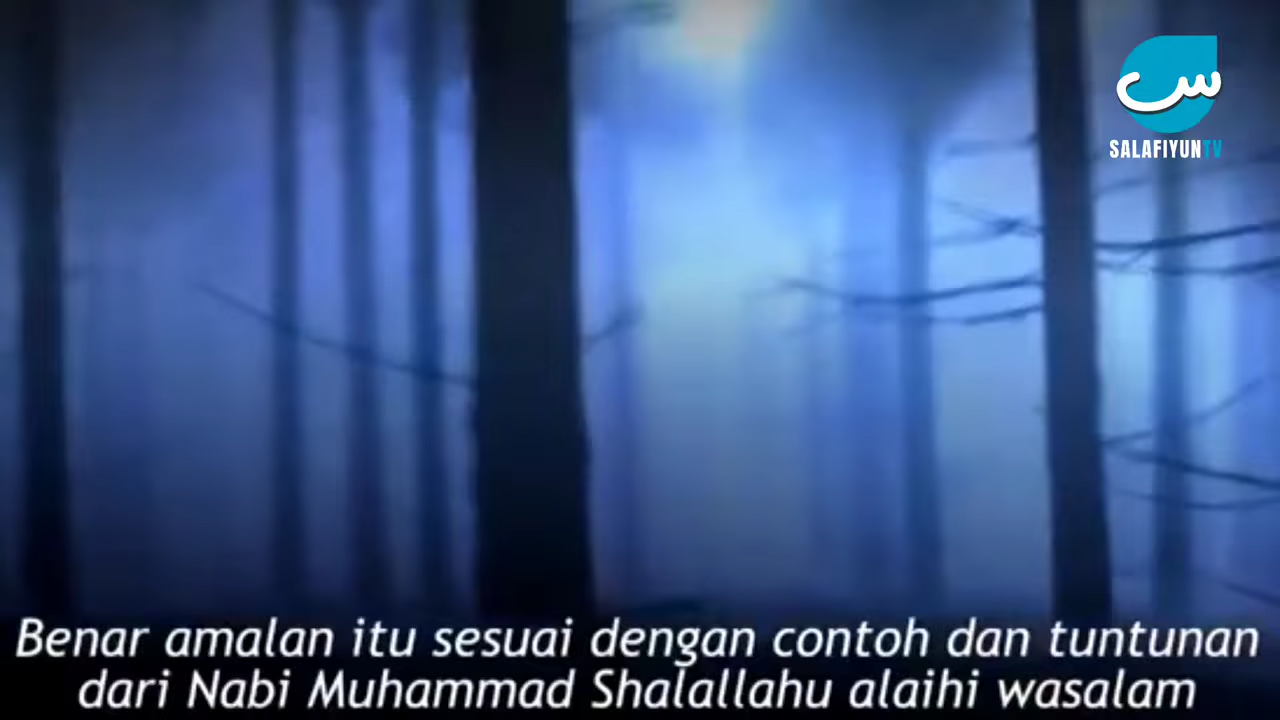 س
SALAFIYUNTV
Benar amalan itu sesuai dengan contoh dan tuntunan
dari Nabi Muhammad Shalallahu alaihi wasalam